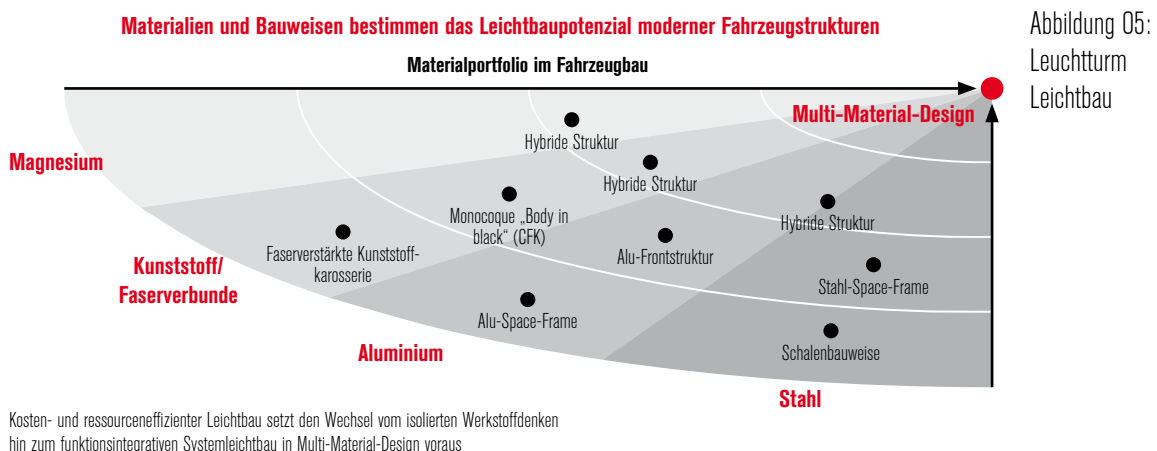 Materialien und Bauweisen bestimmen das Leichtbaupotenzial moderner Fahrzeugstrukturen
Abbildung 05:
Leuchtturm
Leichtbau
Materialportfolio im Fahrzeugbau
Multi-Material-Design
Hybride Struktur
Magnesium
Hybride Struktur
Monocoque „Body in
black“ (CFK)
Hybride Struktur
Faserverstärkte Kunststoff-
karosserie
Alu-Frontstruktur
Kunststoff/
Faserverbunde
Stahl-Space-Frame
Alu-Space-Frame
Aluminium
Schalenbauweise
Stahl
Kosten- und ressourceneffizienter Leichtbau setzt den Wechsel vom isolierten Werkstoffdenken
hin zum funktionsintegrativen Systemleichtbau in Multi-Material-Design voraus